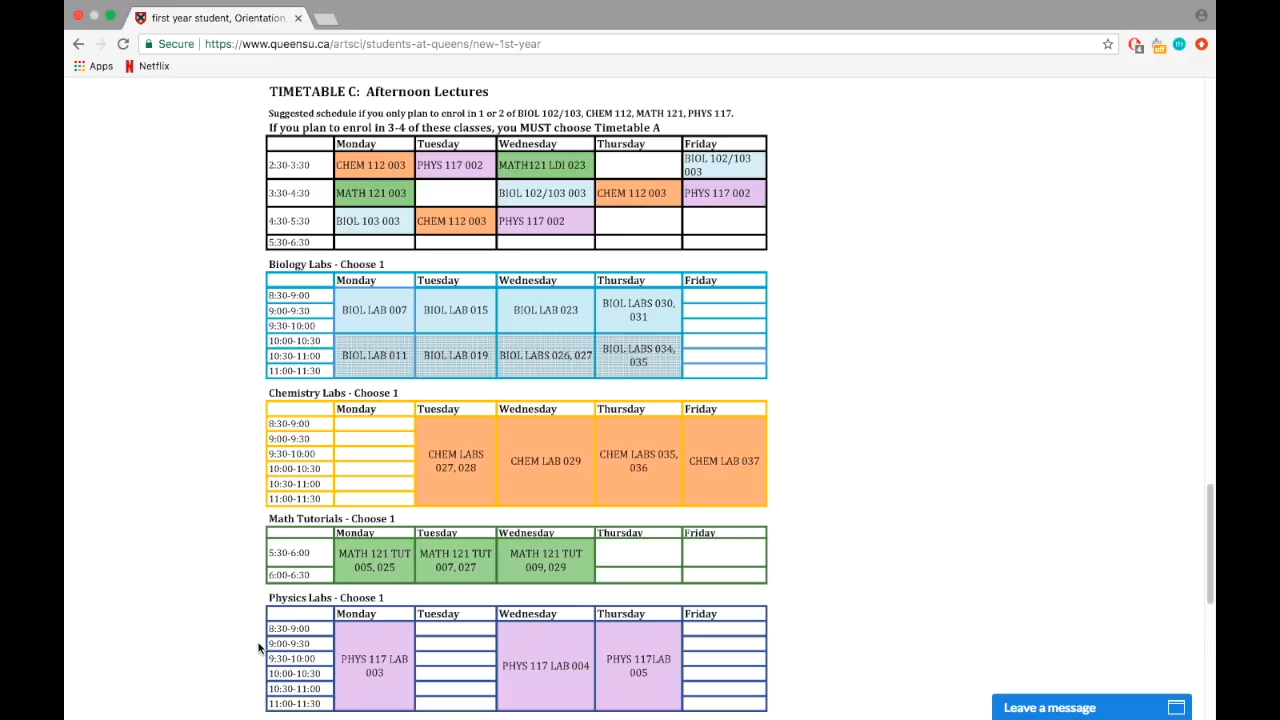 first year student, Orientation,
Secure https://www.queensu.ca/artsci/students-at-queens/new-1st-year
Apps Netflix
TIMETABLE C: Afternoon Lectures
Suggested schedule if you only plan to enrol in 1 or 2 of BIOL 102/103, CHEM 112, MATH 121, PHYS 117.
If you plan to enrol in 3-4 of these classes, you MUST choose Timetable A
Monday Tuesday Wednesday Thursday Friday
2:30-3:30 CHEM 112 003 PHYS 117 002 MATH121 LDI 023 BIOL 102/103 003
3:30-4:30 MATH 121 003 BIOL 102/103 003 CHEM 112 003 PHYS 117 002
4:30-5:30 BIOL 103 003 CHEM 112 003 PHYS 117 002
5:30-6:30
Biology Labs - Choose 1
Monday Tuesday Wednesday Thursday Friday
8:30-9:00
9:00-9:30 BIOL LAB 007 BIOL LAB 015 BIOL LAB 023 BIOL LABS 030, 031
9:30-10:00
10:00-10:30
10:30-11:00 BIOL LAB 011 BIOL LAB 019 BIOL LABS 026, 027 BIOL LABS 034, 035
11:00-11:30
Chemistry Labs - Choose 1
Monday Tuesday Wednesday Thursday Friday
8:30-9:00
9:00-9:30
9:30-10:00 CHEM LABS 027, 028 CHEM LAB 029 CHEM LABS 035, 036 CHEM LAB 037
10:00-10:30
10:30-11:00
11:00-11:30
Math Tutorials - Choose 1
Monday Tuesday Wednesday Thursday Friday
5:30-6:00 MATH 121 TUT 005, 025 MATH 121 TUT 007, 027 MATH 121 TUT 009, 029
6:00-6:30
Physics Labs - Choose 1
Monday Tuesday Wednesday Thursday Friday
8:30-9:00
9:00-9:30
9:30-10:00 PHYS 117 LAB 003 PHYS 117 LAB 004 PHYS 117LAB 005
10:00-10:30
10:30-11:00
11:00-11:30
Leave a message